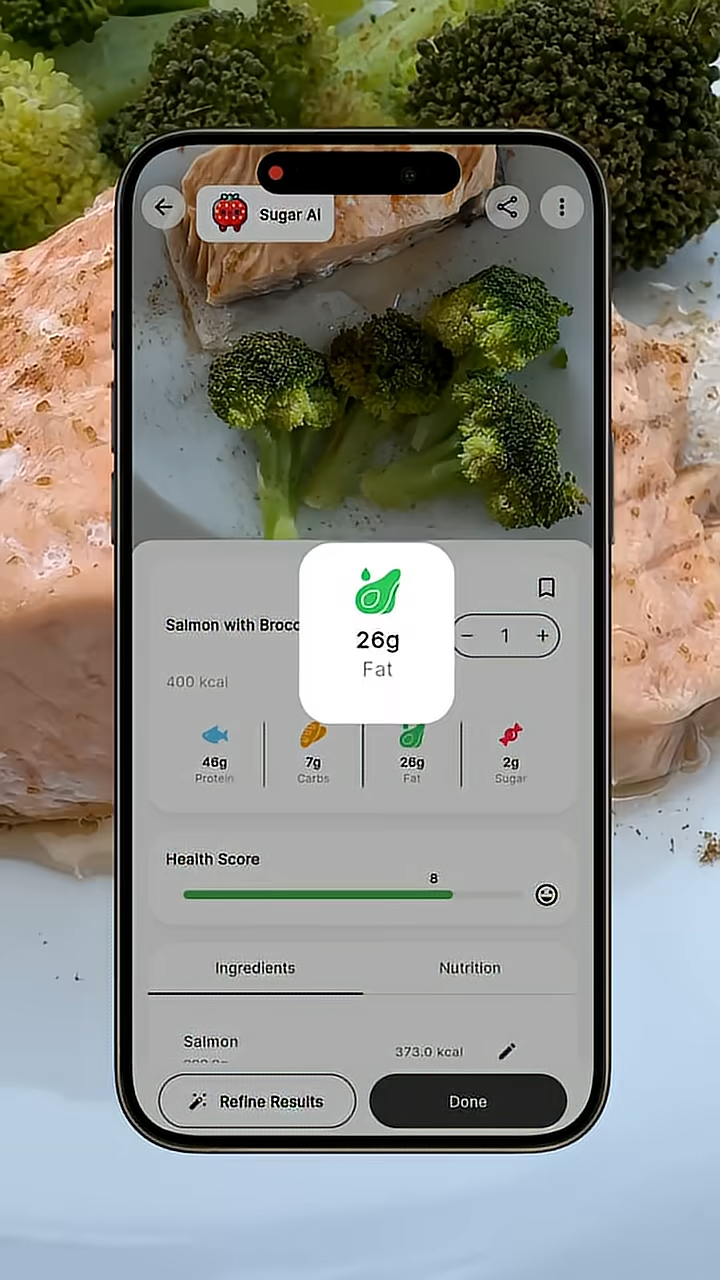 Sugar AI
26g
Fat
Salmon with Broc
1
400 kcal
46g
Protein
7g
Carbs
26g
Fat
2g
Sugar
Health Score
8
Ingredients
Nutrition
Salmon
373.0 kcal
Refine Results
Done